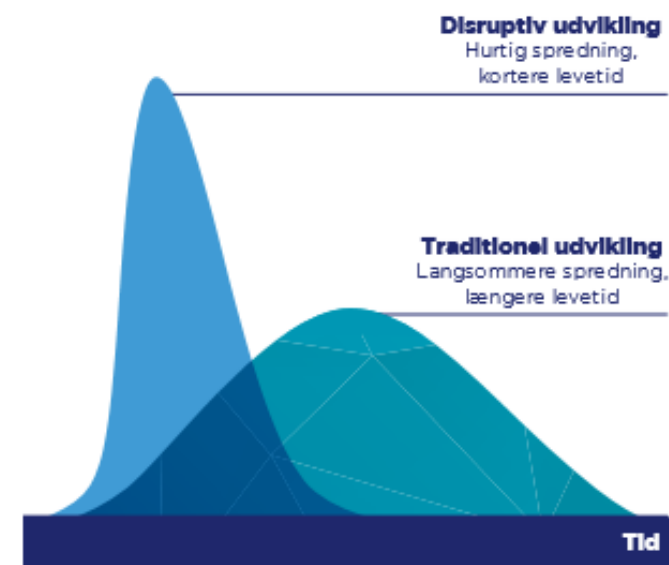 Disruptiv udvikling
Hurtig spredning,
kortere levetid
Traditionel udvikling
Langsommere spredning,
længere levetid
Tid